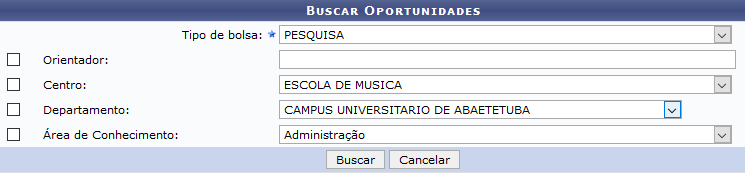 BUSCAR OPORTUNIDADES
Tipo de bolsa: PESQUISA
Orientador:
Centro: ESCOLA DE MUSICA
Departamento: CAMPUS UNIVERSITARIO DE ABAETETUBA
Área de Conhecimento: Administração
Buscar Cancelar